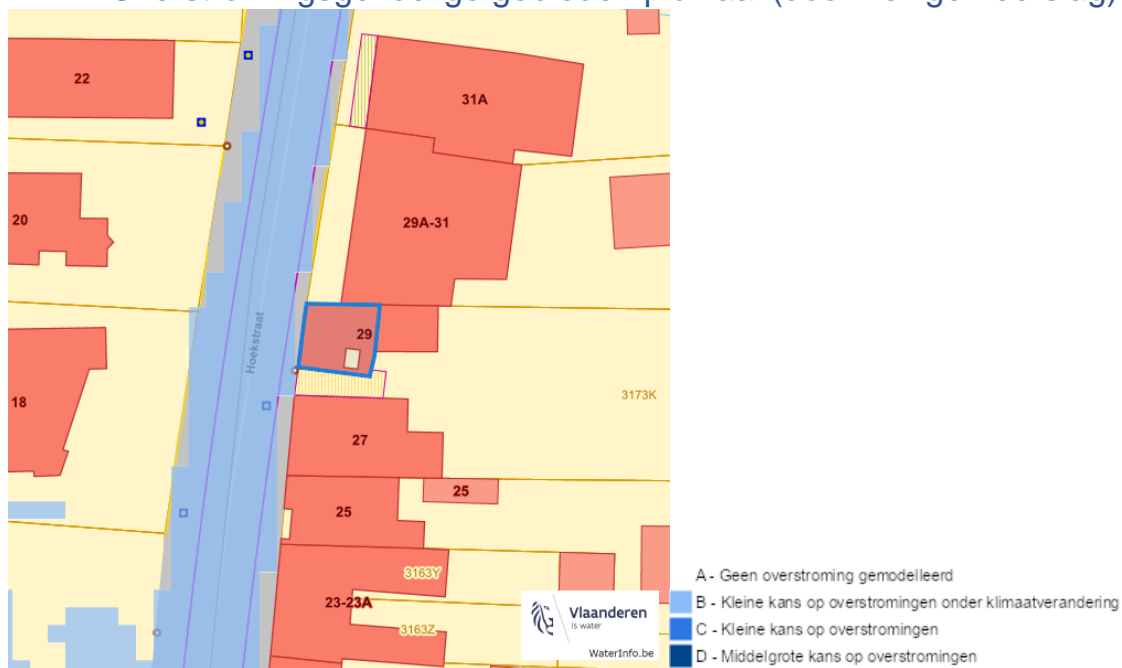 (door
22
31A
20
29A-31
Hoekstraat
29
3173K
18
27
25
25
3163Y
23-23A
3163Z
Vlaanderen
is water
WaterInfo.be
A - Geen overstroming gemodelleerd
B - Kleine kans op overstromingen onder klimaatverandering
C - Kleine kans op overstromingen
D - Middelgrote kans op overstromingen